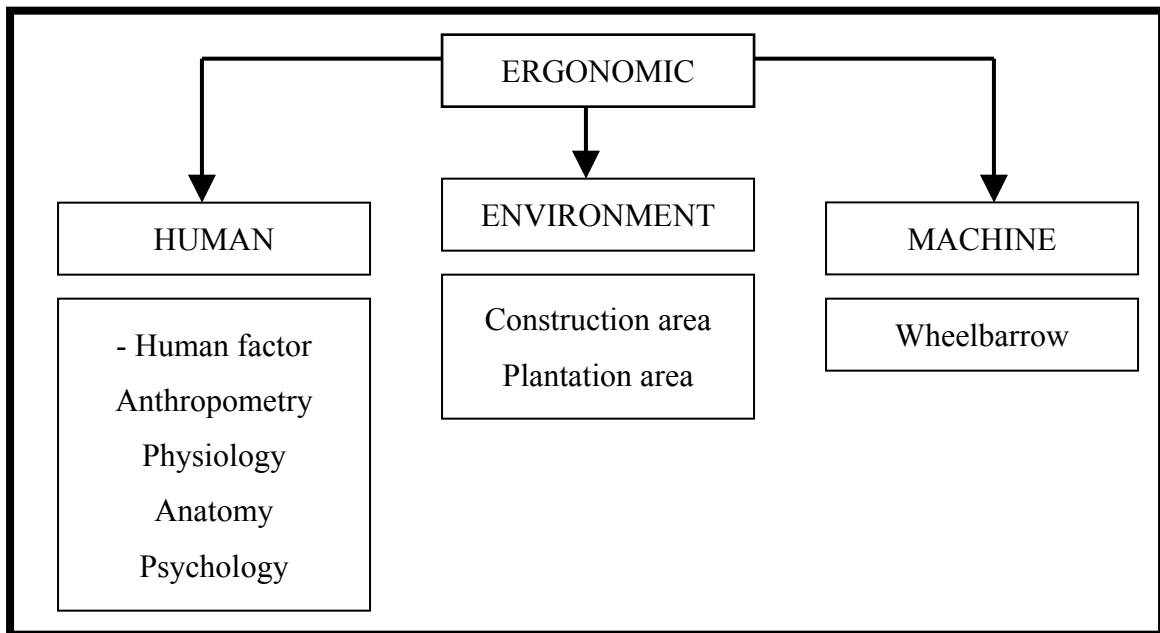 ERGONOMIC
HUMAN
- Human factor
Anthropometry
Physiology
Anatomy
Psychology
ENVIRONMENT
Construction area
Plantation area
MACHINE
Wheelbarrow